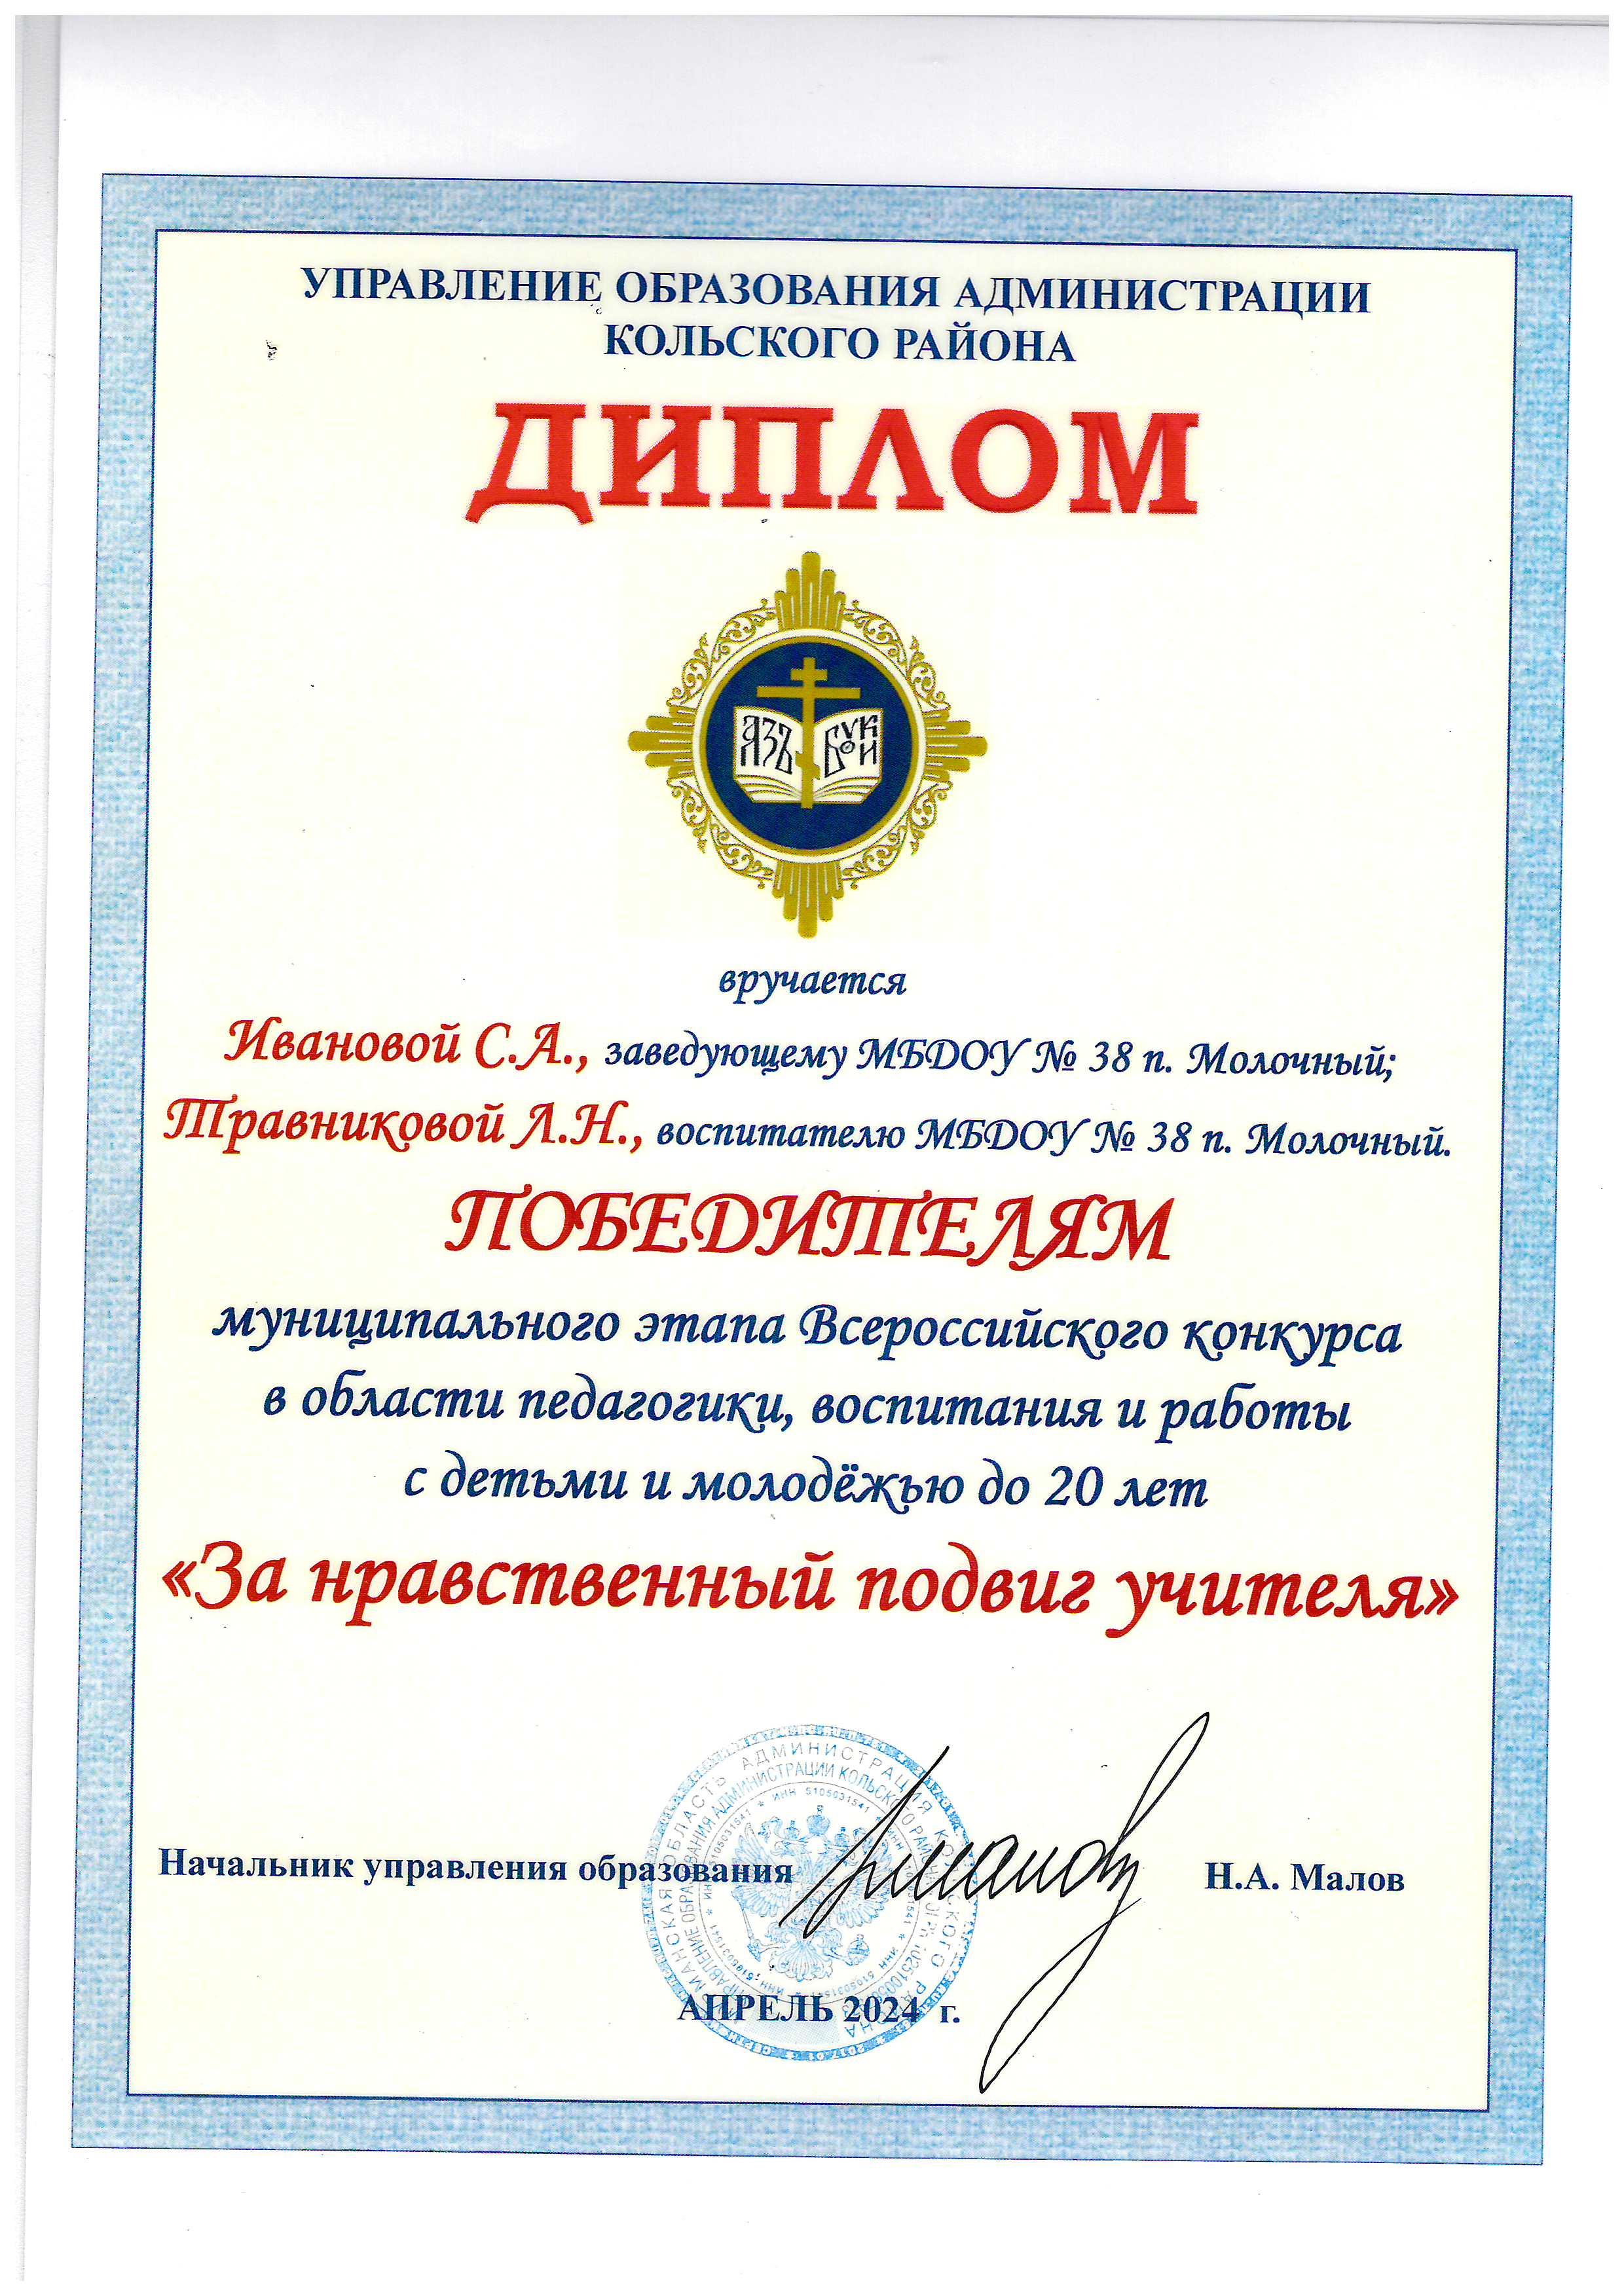 УПРАВЛЕНИЕ ОБРАЗОВАНИЯ АДМИНИСТРАЦИИ
КОЛЬСКОГО РАЙОНА
ДИПЛОМ
АЗЪ БУКИ
вручается
Ивановой С.А., заведующему МБДОУ № 38 п. Молочный;
Травниковой Л.Н., воспитателю МБДОУ № 38 п. Молочный.
ПОБЕДИТЕЛЯМ
муниципального этапа Всероссийского конкурса
в области педагогики, воспитания и работы
с детьми и молодёжью до 20 лет
«За нравственный подвиг учителя»
Начальник управления образования
Н.А. Малов
АПРЕЛЬ 2024 г.